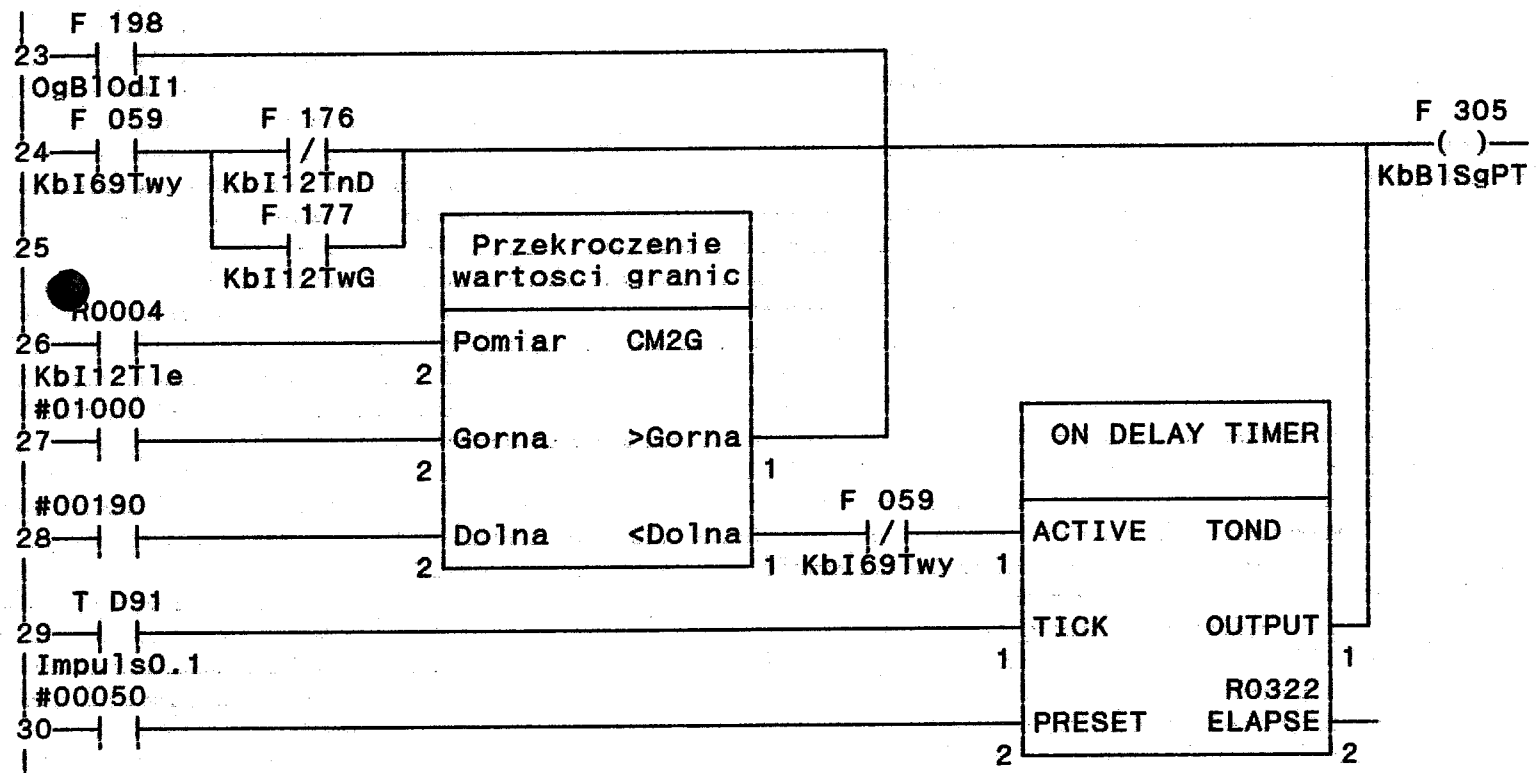 F 198
23
OgBlOdI1
F 059 F 176 F 305
24 / ( )
KbI69Twy KbI12TnD KbBlSgPT
F 177
25 Przekroczenie
KbI12TwG wartosci granic
R0004
26 Pomiar CM2G
KbI12Tle 2
#01000
27 Gorna >Gorna ON DELAY TIMER
2 1
#00190 F 059
28 Dolna <Dolna / ACTIVE TOND
2 1 KbI69Twy 1
T D91
29 TICK OUTPUT
Impuls0.1 1 1
#00050 R0322
30 PRESET ELAPSE
2 2